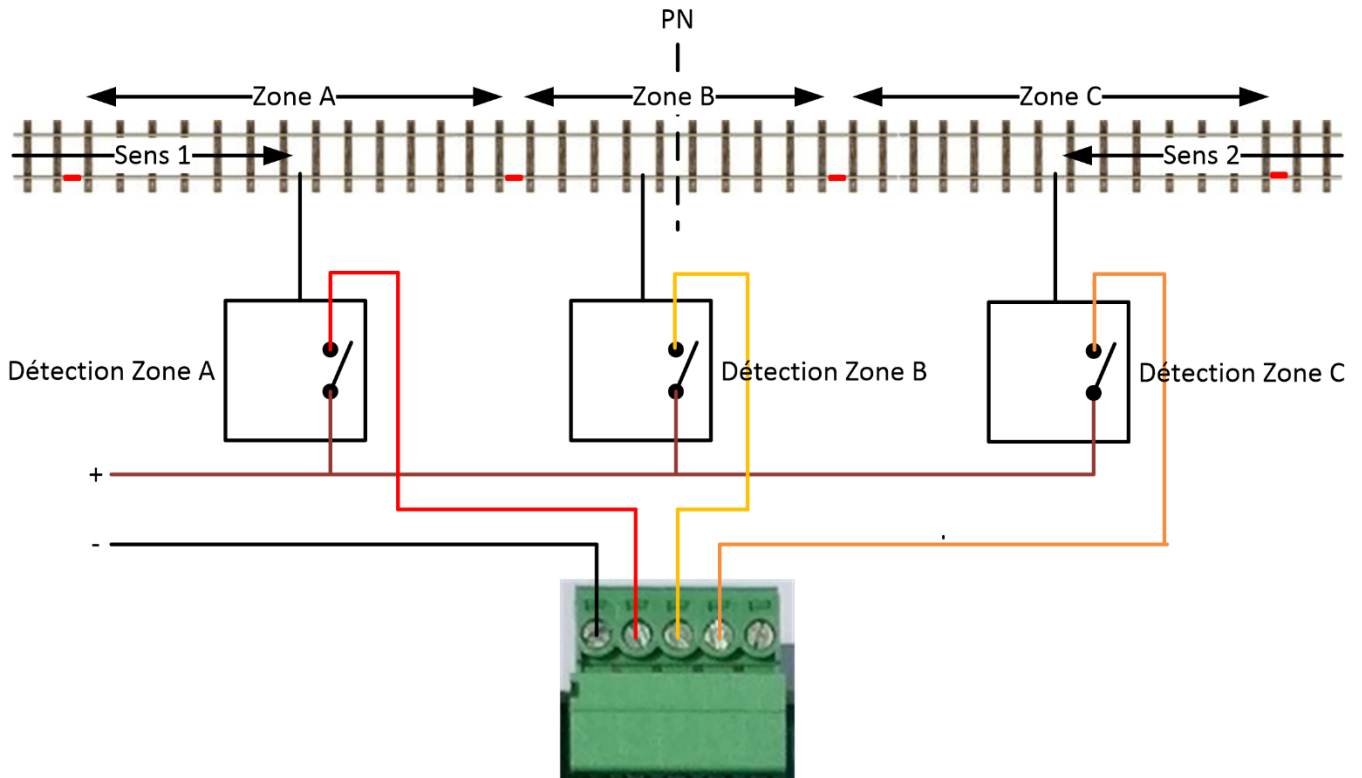 PN
Zone A
Zone B
Zone C
Sens 1
Sens 2
Détection Zone A
Détection Zone B
Détection Zone C
+
-